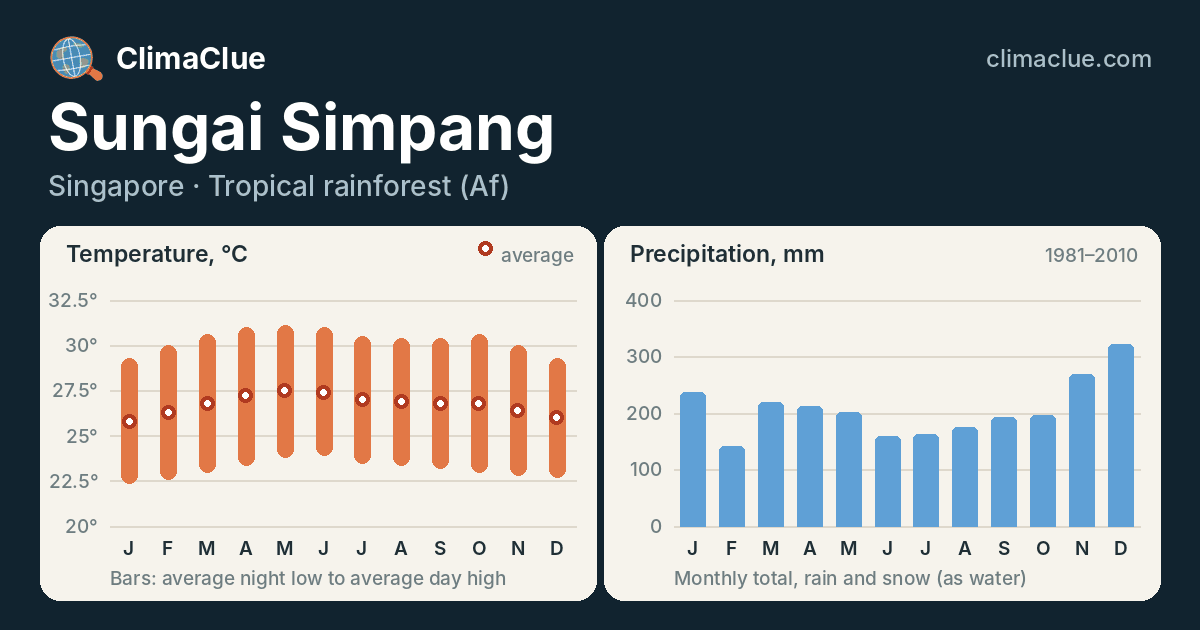 ClimaClue
climaclue.com
Sungai Simpang
Singapore · Tropical rainforest (Af)
Temperature, °C
average
32.5°
30°
27.5°
25°
22.5°
20°
J F M A M J J A S O N D
Bars: average night low to average day high
Precipitation, mm
1981–2010
400
300
200
100
0
J F M A M J J A S O N D
Monthly total, rain and snow (as water)